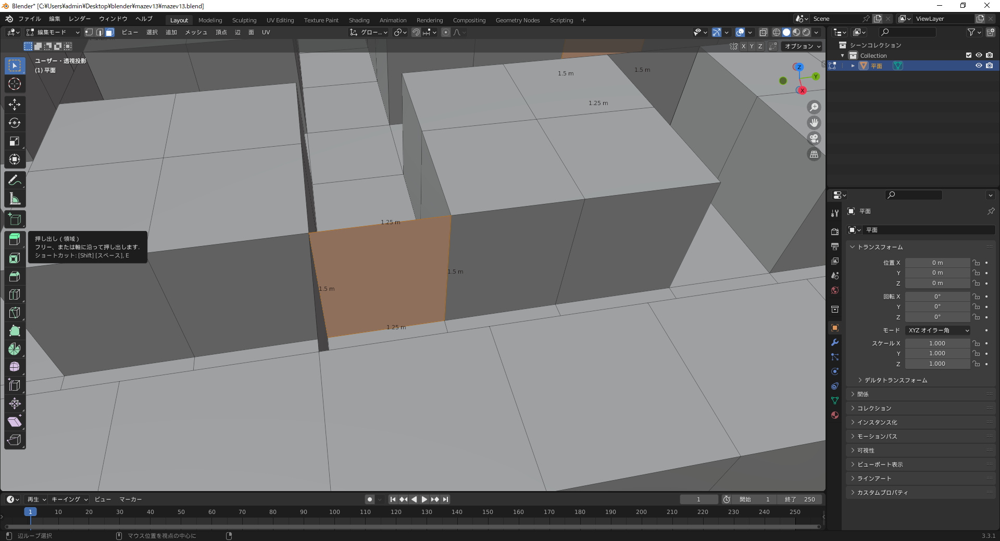 Blender* [C:¥Users¥admin¥Desktop¥blender¥mazev13¥mazev13.blend]
ファイル 編集 レンダー ウィンドウ ヘルプ Layout Modeling Sculpting UV Editing Texture Paint Shading Animation Rendering Compositing Geometry Nodes Scripting + Scene ViewLayer
編集モード ビュー 選択 追加 メッシュ 頂点 辺 面 UV グロー...
X Y Z オプション
ユーザー・透視投影
(1) 平面
1.5 m
1.5 m
1.25 m
Z
Y
X
1.25 m
1.5 m
1.5 m
1.25 m
押し出し ( 領域 )
フリー、または軸に沿って押し出します.
ショートカット: [Shift] [スペース], E
シーンコレクション
Collection
平面
平面
平面
トランスフォーム
位置 X 0 m
Y 0 m
Z 0 m
回転 X 0°
Y 0°
Z 0°
モード XYZ オイラー角
スケール X 1.000
Y 1.000
Z 1.000
デルタトランスフォーム
関係
コレクション
インスタンス化
モーションパス
可視性
ビューポート表示
ラインアート
カスタムプロパティ
再生 キーイング ビュー マーカー 1 開始 1 終了 250
1 10 20 30 40 50 60 70 80 90 100 110 120 130 140 150 160 170 180 190 200 210 220 230 240 250
辺ループ選択 マウス位置を視点の中心に 3.3.1